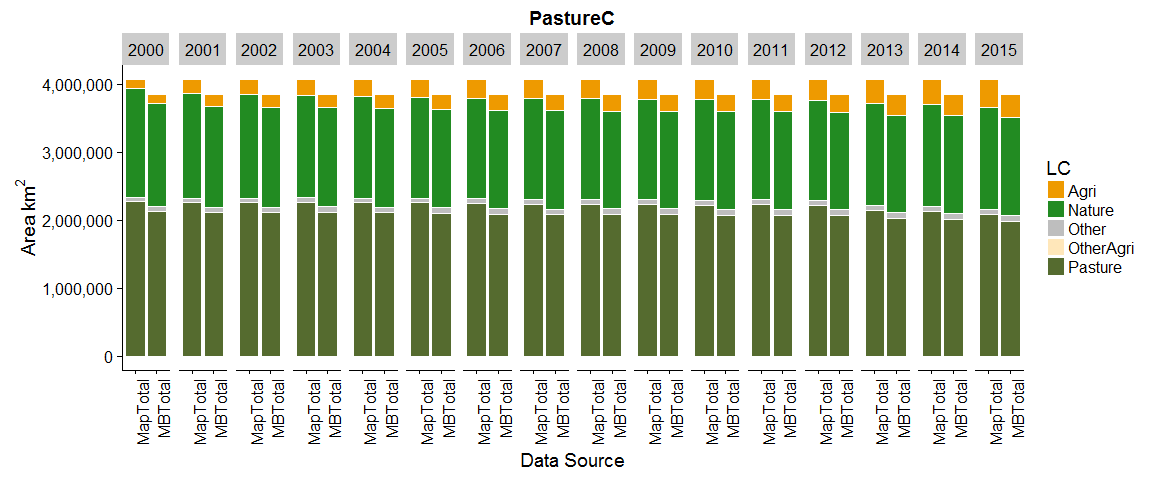 PastureC
2000 2001 2002 2003 2004 2005 2006 2007 2008 2009 2010 2011 2012 2013 2014 2015
4,000,000
3,000,000
2,000,000
1,000,000
0
Area km²
MapTotal MBTotal MapTotal MBTotal MapTotal MBTotal MapTotal MBTotal MapTotal MBTotal MapTotal MBTotal MapTotal MBTotal MapTotal MBTotal MapTotal MBTotal MapTotal MBTotal MapTotal MBTotal MapTotal MBTotal MapTotal MBTotal MapTotal MBTotal MapTotal MBTotal MapTotal MBTotal
Data Source
LC
Agri
Nature
Other
OtherAgri
Pasture